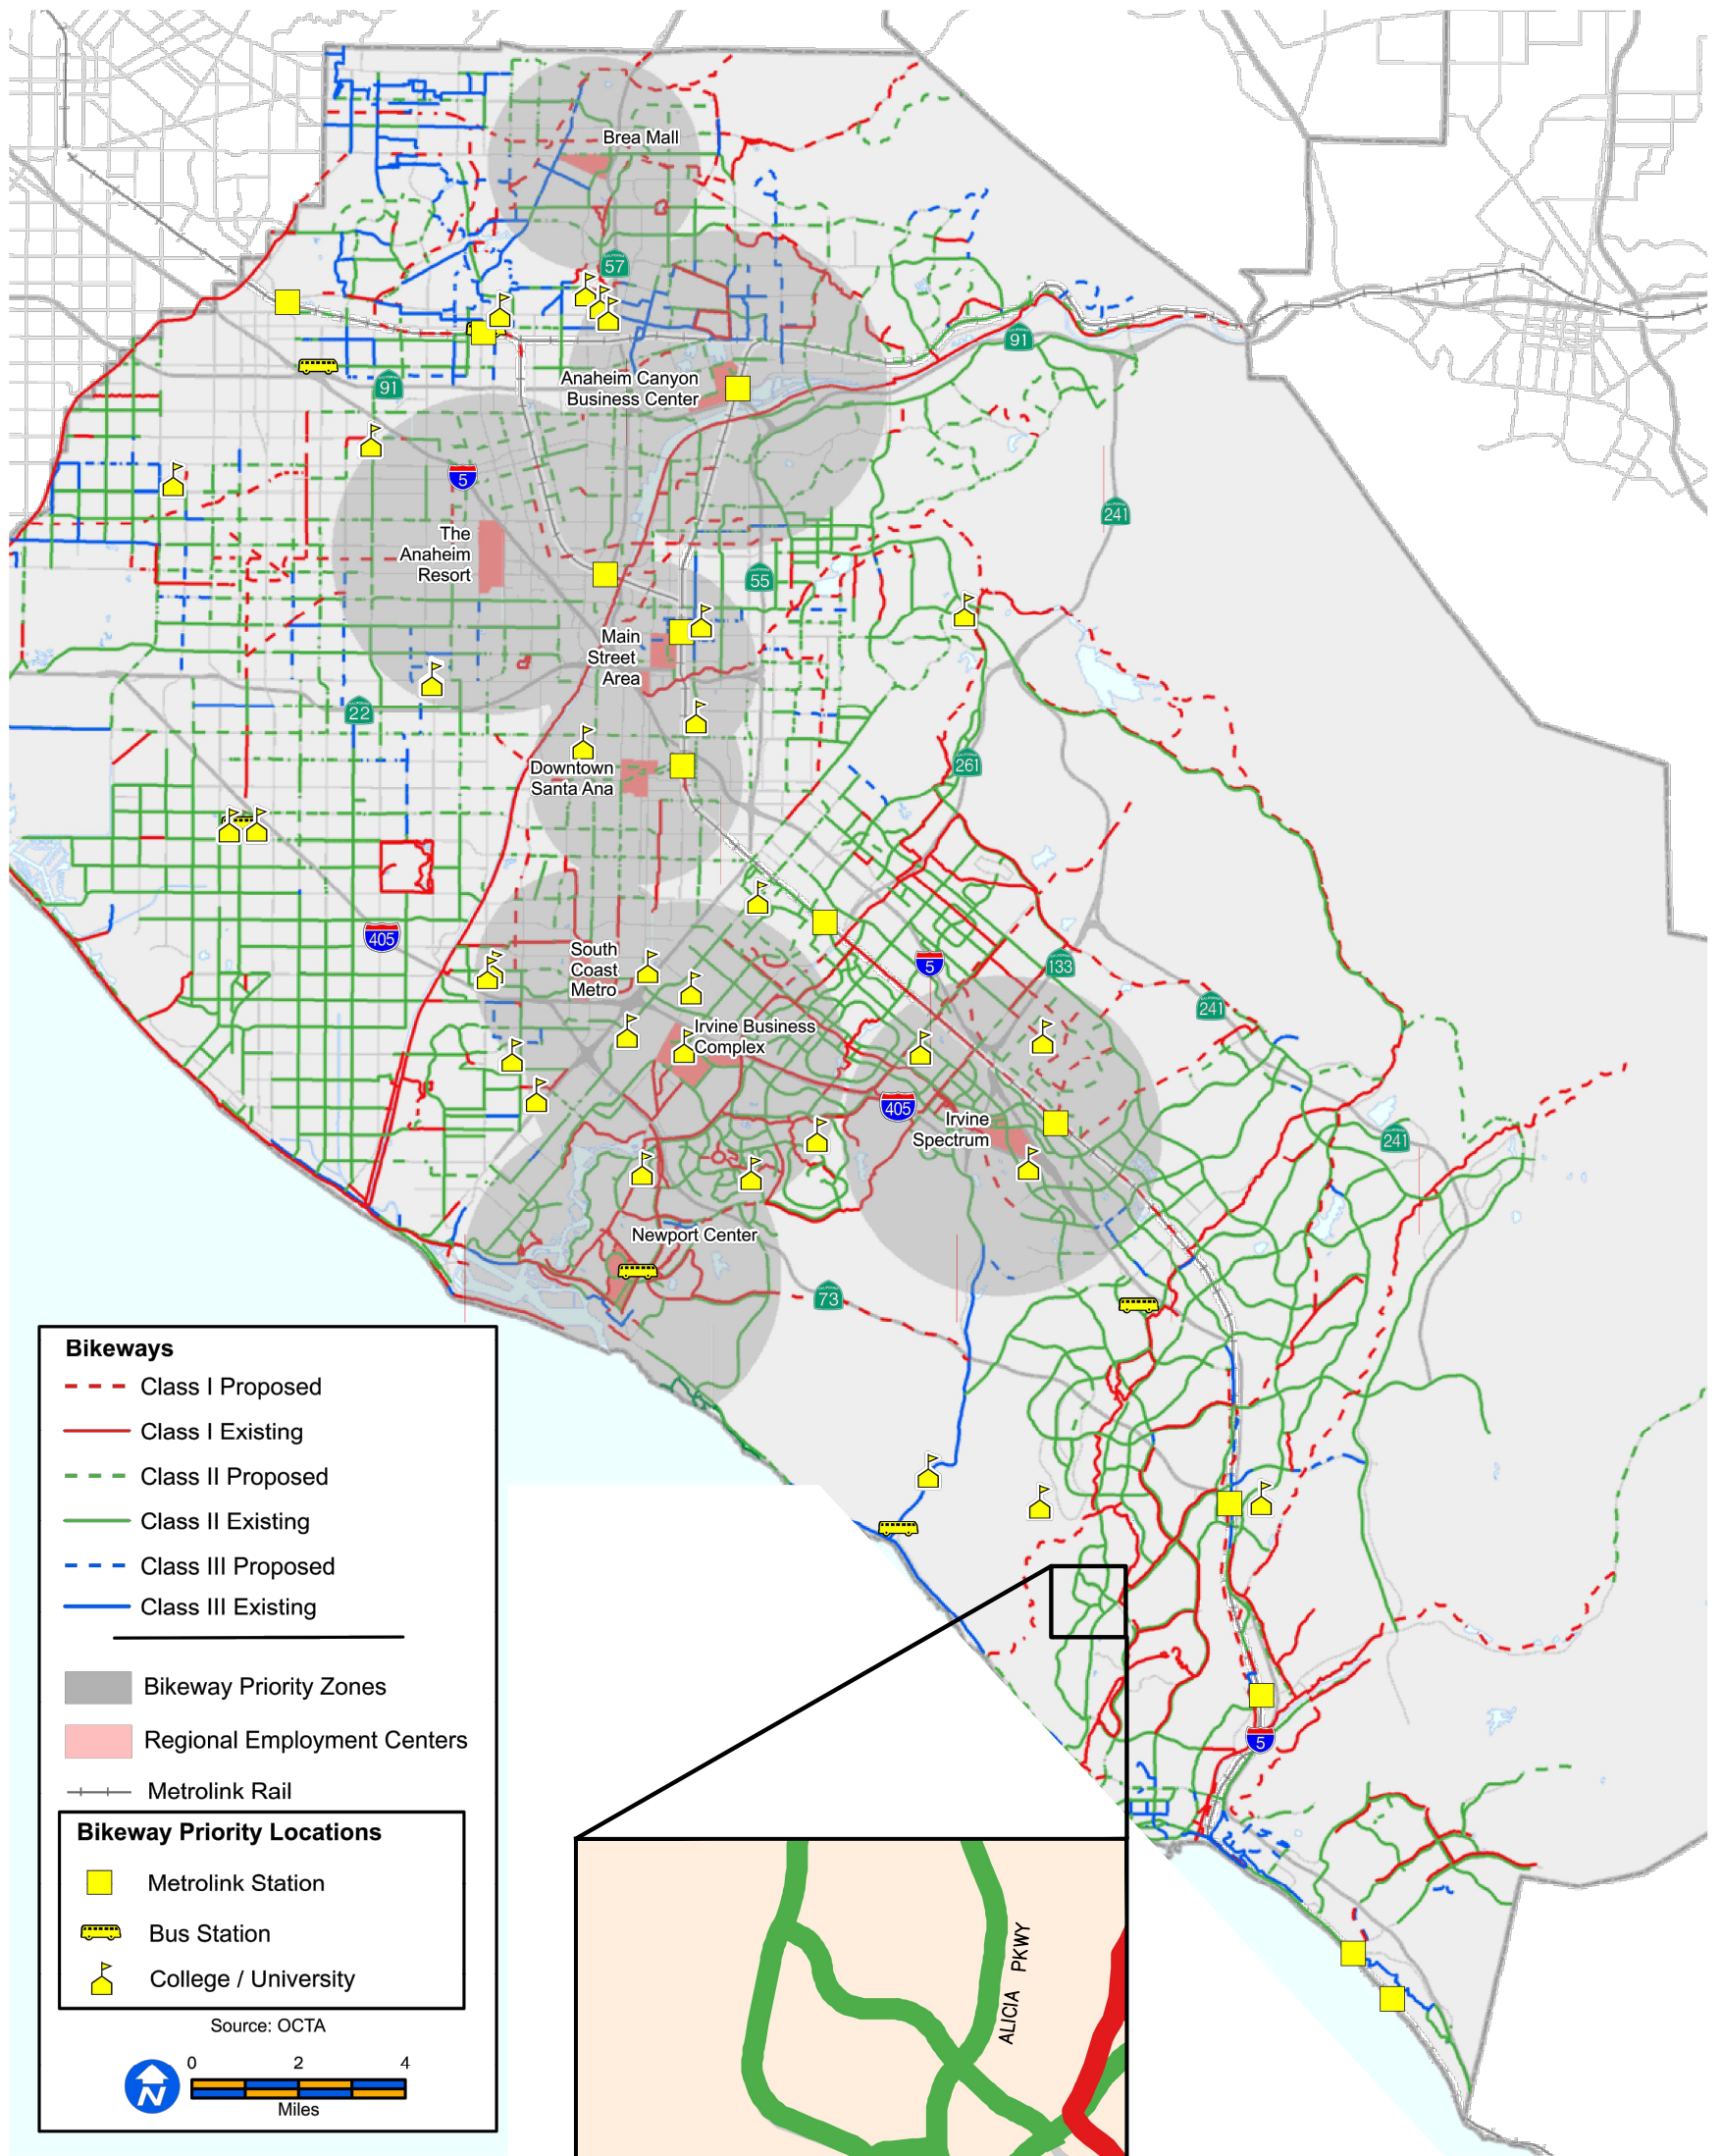 Brea Mall
57
91
Anaheim Canyon
Business Center
91
5
241
The
Anaheim
Resort
55
Main
Street
Area
22
261
Downtown
Santa Ana
405
South
Coast
Metro
5
133
241
Irvine Business
Complex
405
Irvine
Spectrum
241
Newport Center
73
Bikeways
Class I Proposed
Class I Existing
Class II Proposed
Class II Existing
Class III Proposed
Class III Existing
Bikeway Priority Zones
Regional Employment Centers
Metrolink Rail
Bikeway Priority Locations
Metrolink Station
Bus Station
College / University
Source: OCTA
N
0 2 4
Miles
5
ALICIA PKWY